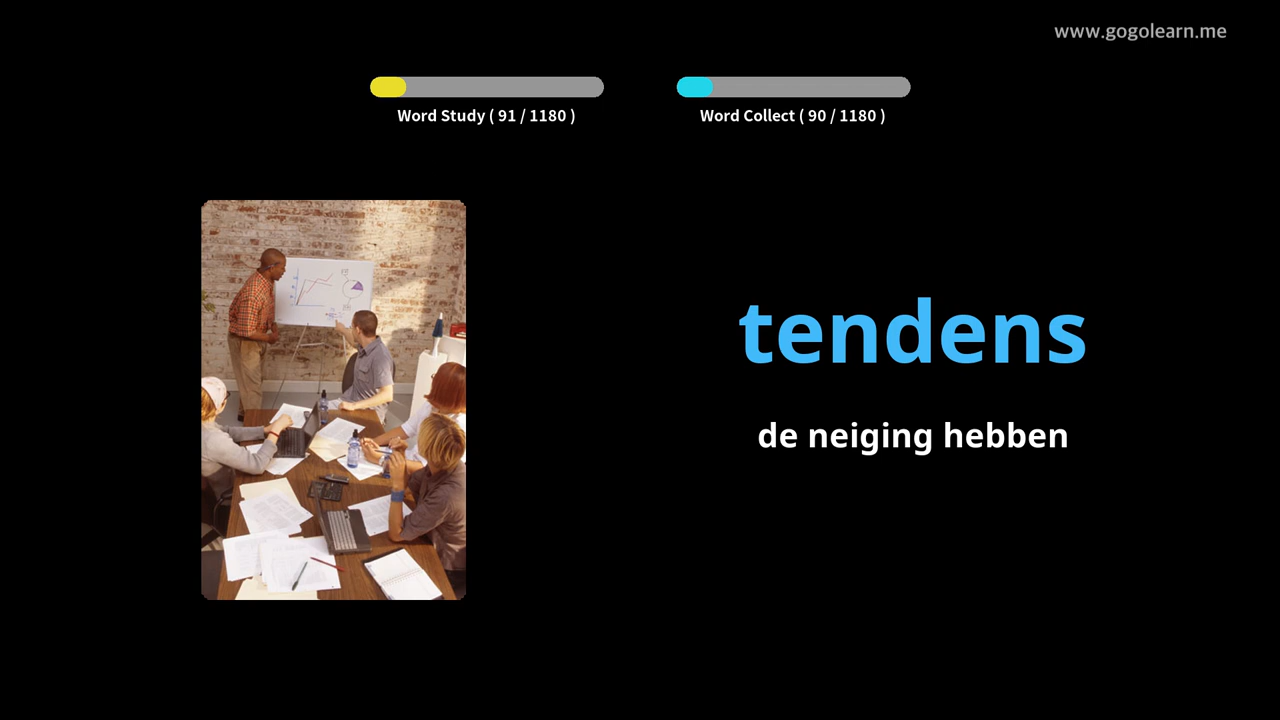 www.gogolearn.me
Word Study ( 91 / 1180 )
Word Collect ( 90 / 1180 )
tendens
de neiging hebben